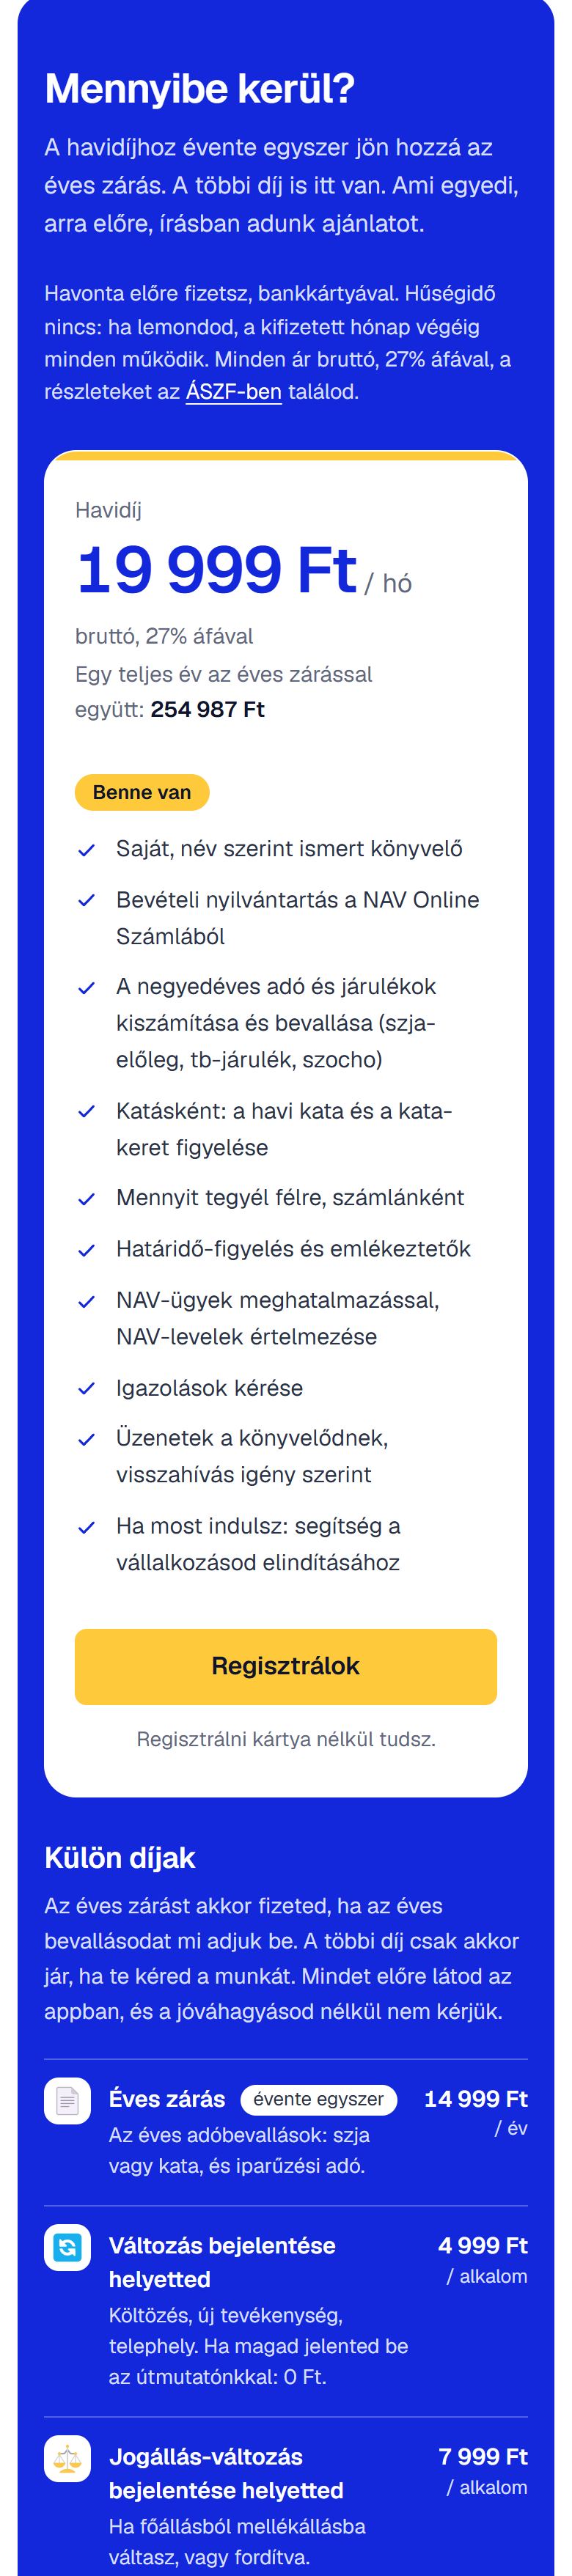 Mennyibe kerül?
A havidíjhoz évente egyszer jön hozzá az
éves zárás. A többi díj is itt van. Ami egyedi,
arra előre, írásban adunk ajánlatot.
Havonta előre fizetsz, bankkártyával. Hűségidő
nincs: ha lemondod, a kifizetett hónap végéig
minden működik. Minden ár bruttó, 27% áfával, a
részleteket az ÁSZF-ben találod.
Havidíj
19 999 Ft / hó
bruttó, 27% áfával
Egy teljes év az éves zárással
együtt: 254 987 Ft
Benne van
Saját, név szerint ismert könyvelő
Bevételi nyilvántartás a NAV Online
Számlából
A negyedéves adó és járulékok
kiszámítása és bevallása (szja-
előleg, tb-járulék, szocho)
Katásként: a havi kata és a kata-
keret figyelése
Mennyit tegyél félre, számlánként
Határidő-figyelés és emlékeztetők
NAV-ügyek meghatalmazással,
NAV-levelek értelmezése
Igazolások kérése
Üzenetek a könyvelődnek,
visszahívás igény szerint
Ha most indulsz: segítség a
vállalkozásod elindításához
Regisztrálok
Regisztrálni kártya nélkül tudsz.
Külön díjak
Az éves zárást akkor fizeted, ha az éves
bevallásodat mi adjuk be. A többi díj csak akkor
jár, ha te kéred a munkát. Mindet előre látod az
appban, és a jóváhagyásod nélkül nem kérjük.
Éves zárás évente egyszer 14 999 Ft
/ év
Az éves adóbevallások: szja
vagy kata, és iparűzési adó.
Változás bejelentése 4 999 Ft
helyetted / alkalom
Költözés, új tevékenység,
telephely. Ha magad jelented be
az útmutatónkkal: 0 Ft.
Jogállás-változás 7 999 Ft
bejelentése helyetted / alkalom
Ha főállásból mellékállásba
váltasz, vagy fordítva.